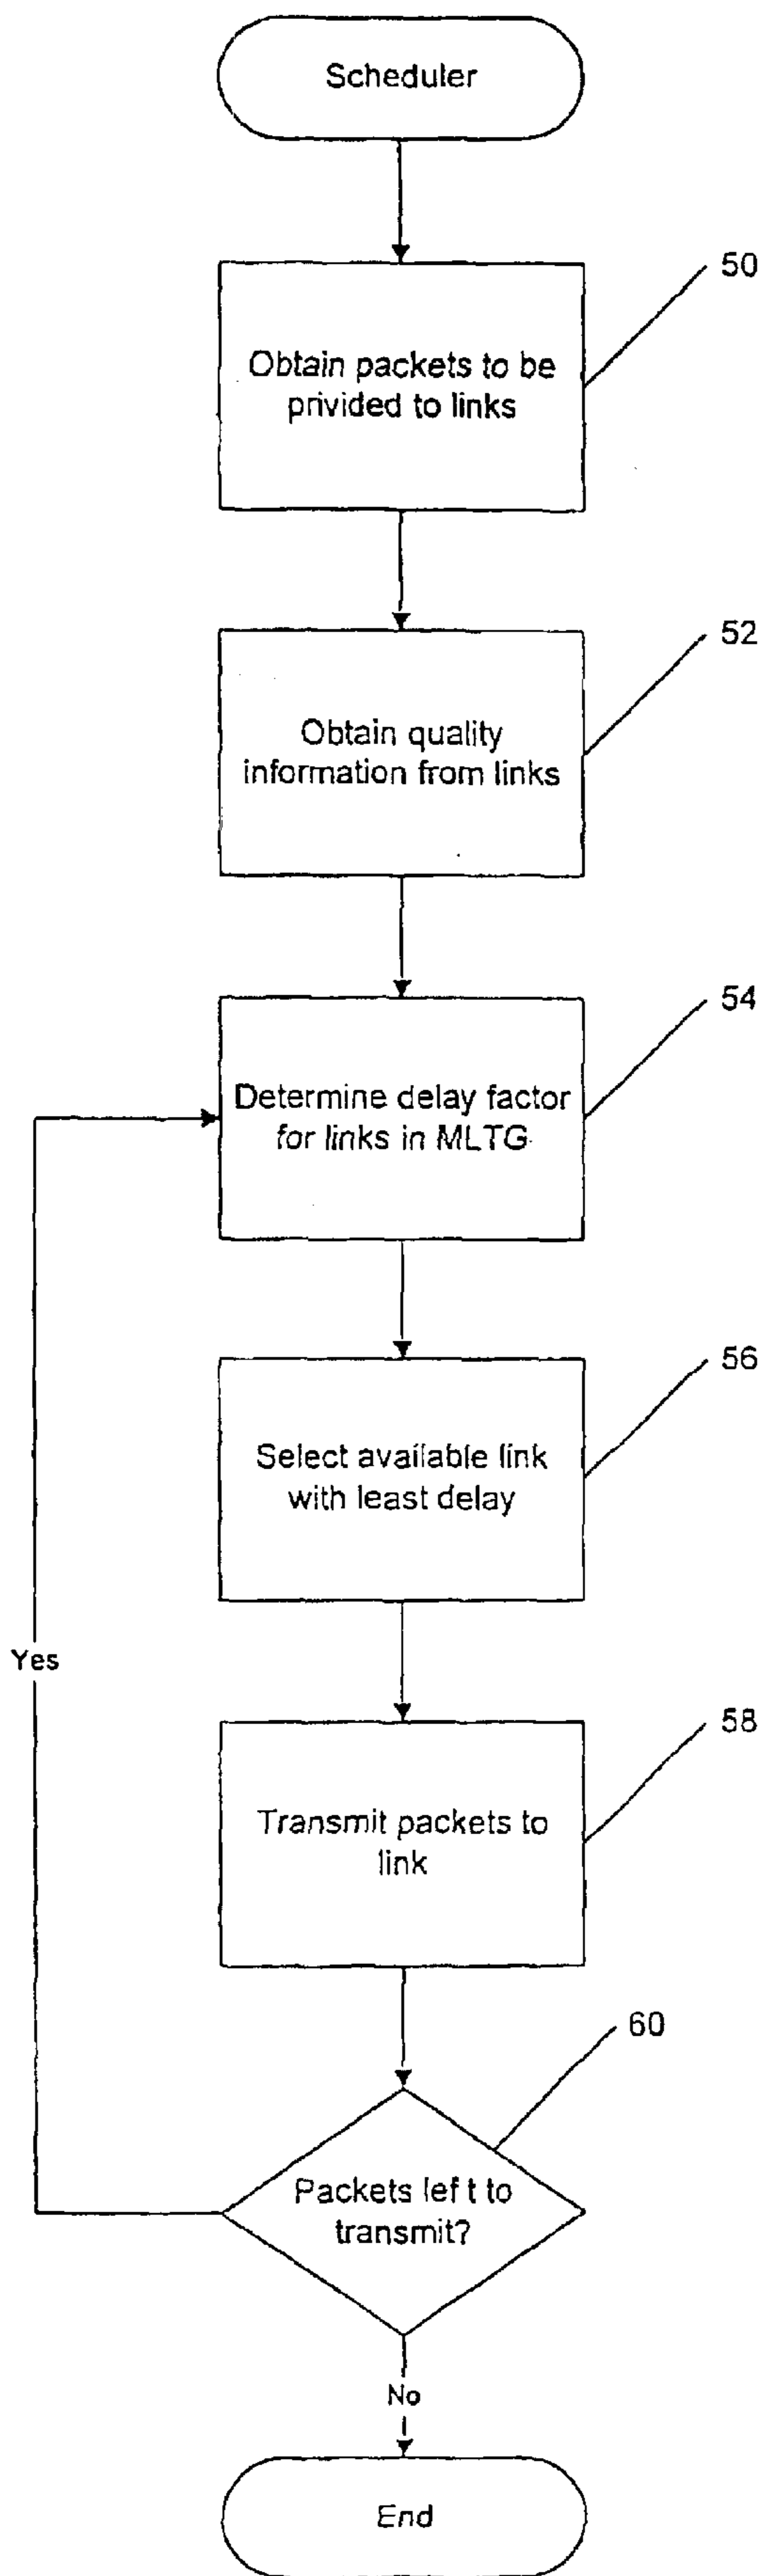 Scheduler
50
Obtain packets to be
privided to links
52
Obtain quality
information from links
54
Determine delay factor
for links in MLTG
56
Select available link
with least delay
Yes
58
Transmit packets to
link
60
Packets left to
transmit?
No
End